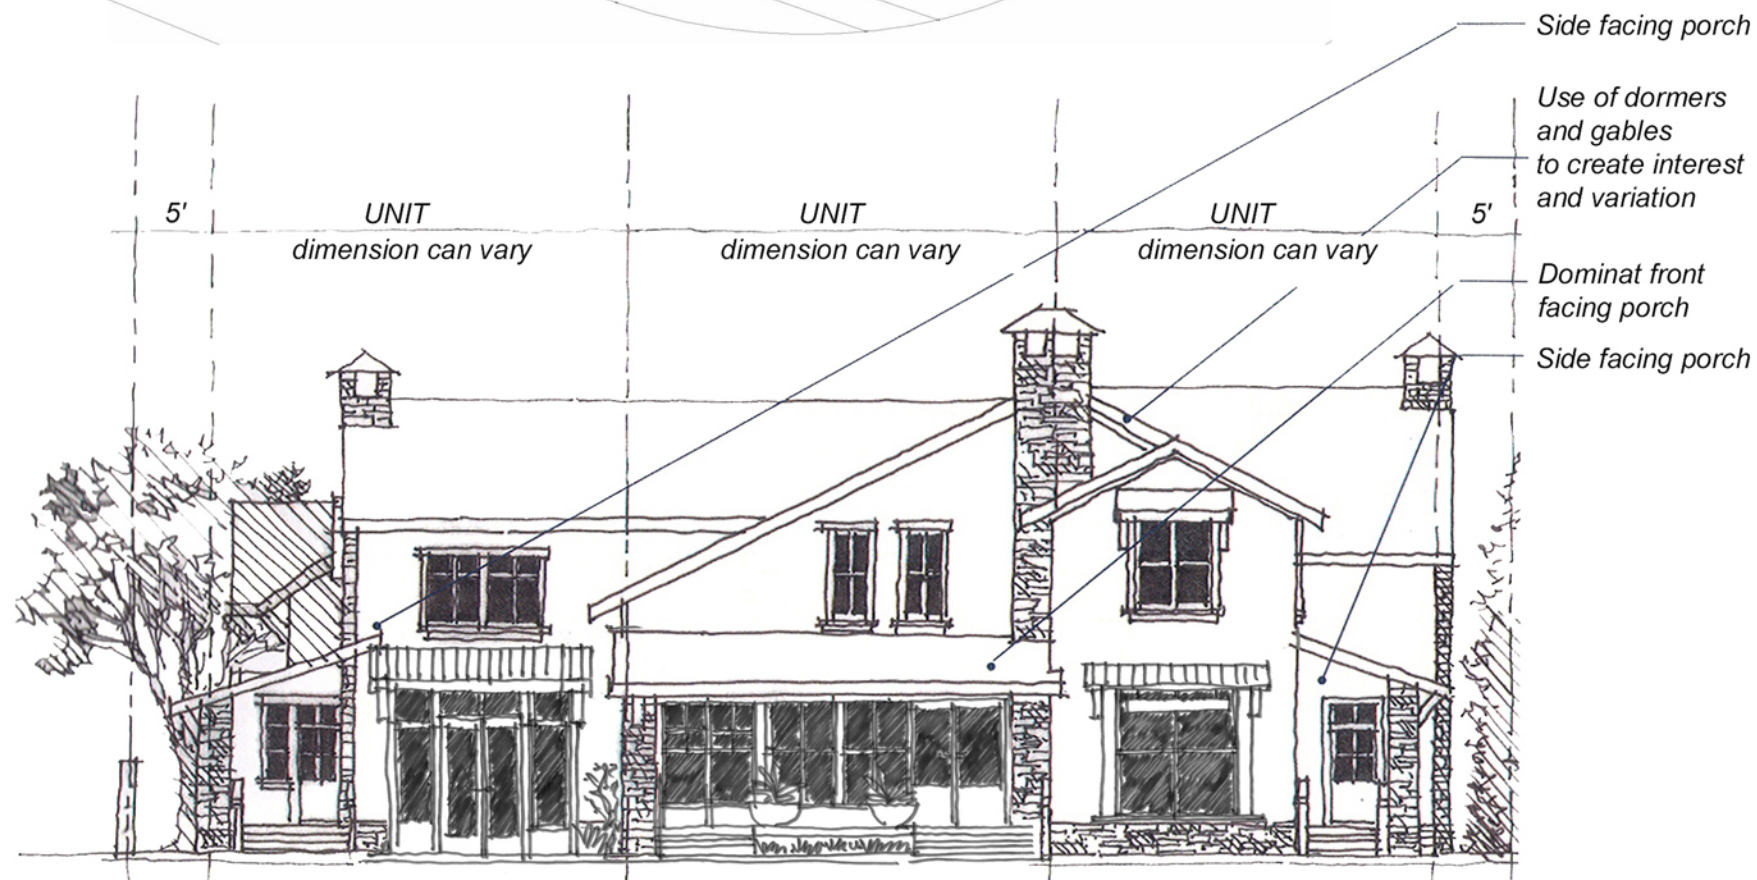 Side facing porch
Use of dormers
and gables
to create interest
and variation
5'
UNIT
UNIT
UNIT
5'
dimension can vary
dimension can vary
dimension can vary
Dominat front
facing porch
Side facing porch